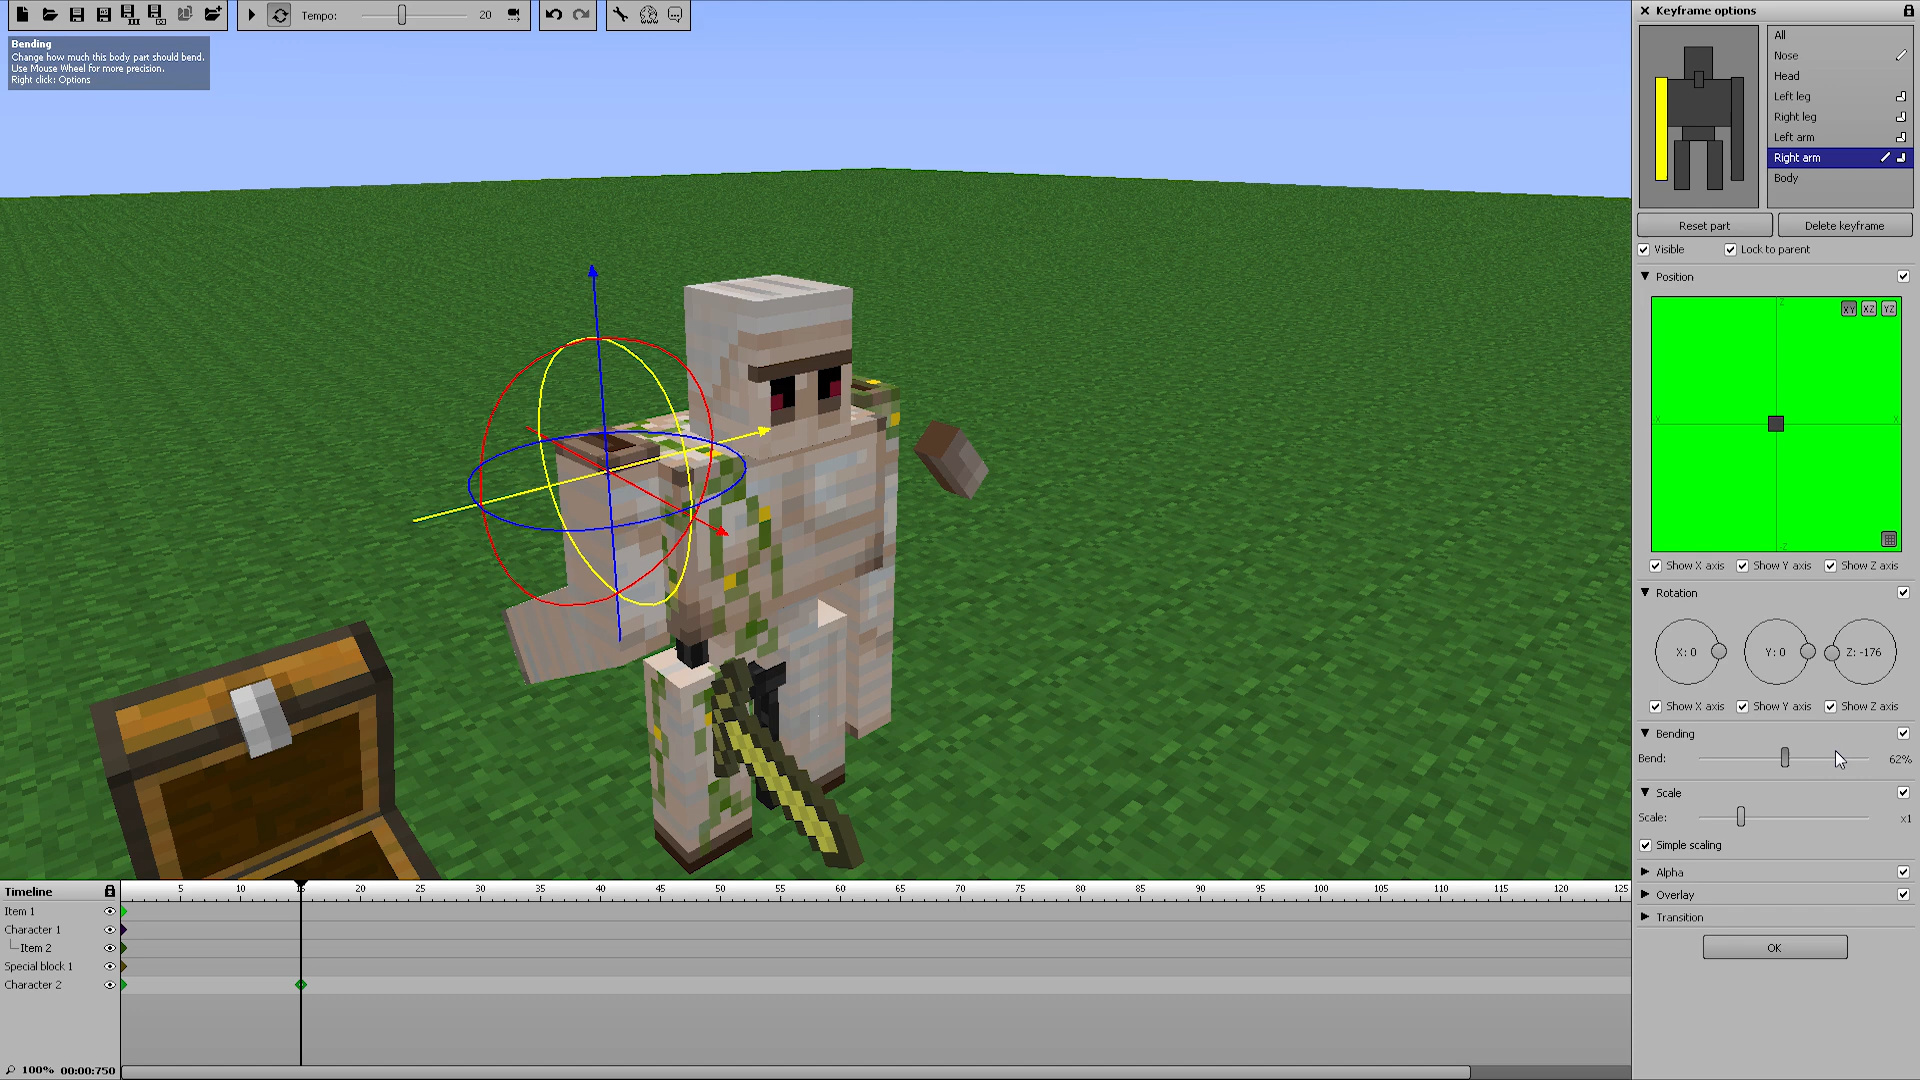 Tempo:
20
Bending
Change how much this body part should bend.
Use Mouse Wheel for more precision.
Right click: Options
Keyframe options
All
Nose
Head
Left leg
Right leg
Left arm
Right arm
Body
Reset part
Delete keyframe
Visible
Lock to parent
Position
XY XZ YZ
Z
-X
X
-Z
Show X axis
Show Y axis
Show Z axis
Rotation
X: 0
Y: 0
Z: -176
Show X axis
Show Y axis
Show Z axis
Bending
Bend:
62%
Scale
Scale:
x1
Simple scaling
Alpha
Overlay
Transition
OK
Timeline
5 10 15 20 25 30 35 40 45 50 55 60 65 70 75 80 85 90 95 100 105 110 115 120 125
Item 1
Character 1
Item 2
Special block 1
Character 2
100% 00:00:750